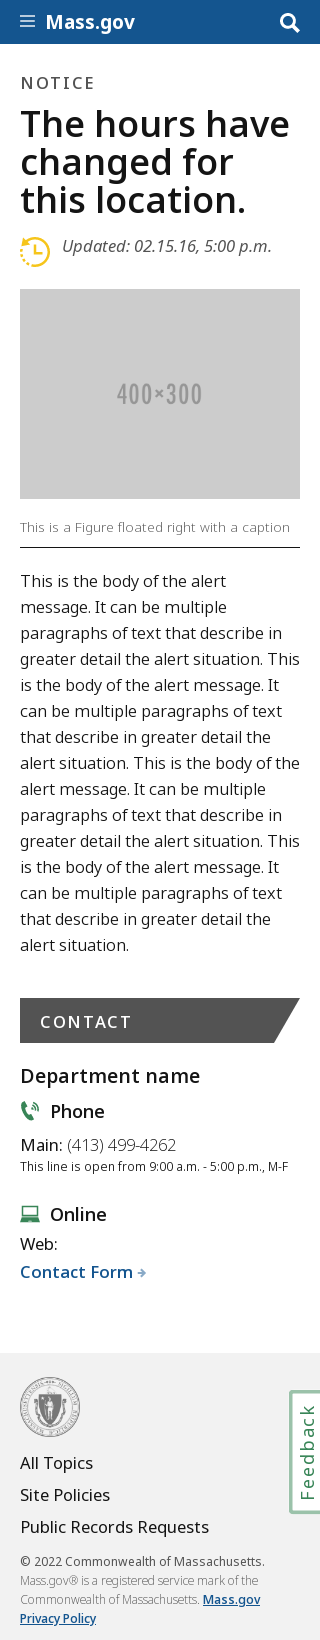 Mass.gov
NOTICE
The hours have
changed for
this location.
Updated: 02.15.16, 5:00 p.m.
400×300
This is a Figure floated right with a caption
This is the body of the alert
message. It can be multiple
paragraphs of text that describe in
greater detail the alert situation. This
is the body of the alert message. It
can be multiple paragraphs of text
that describe in greater detail the
alert situation. This is the body of the
alert message. It can be multiple
paragraphs of text that describe in
greater detail the alert situation. This
is the body of the alert message. It
can be multiple paragraphs of text
that describe in greater detail the
alert situation.
CONTACT
Department name
Phone
Main: (413) 499-4262
This line is open from 9:00 a.m. - 5:00 p.m., M-F
Online
Web:
Contact Form
Feedback
All Topics
Site Policies
Public Records Requests
© 2022 Commonwealth of Massachusetts.
Mass.gov® is a registered service mark of the
Commonwealth of Massachusetts. Mass.gov
Privacy Policy